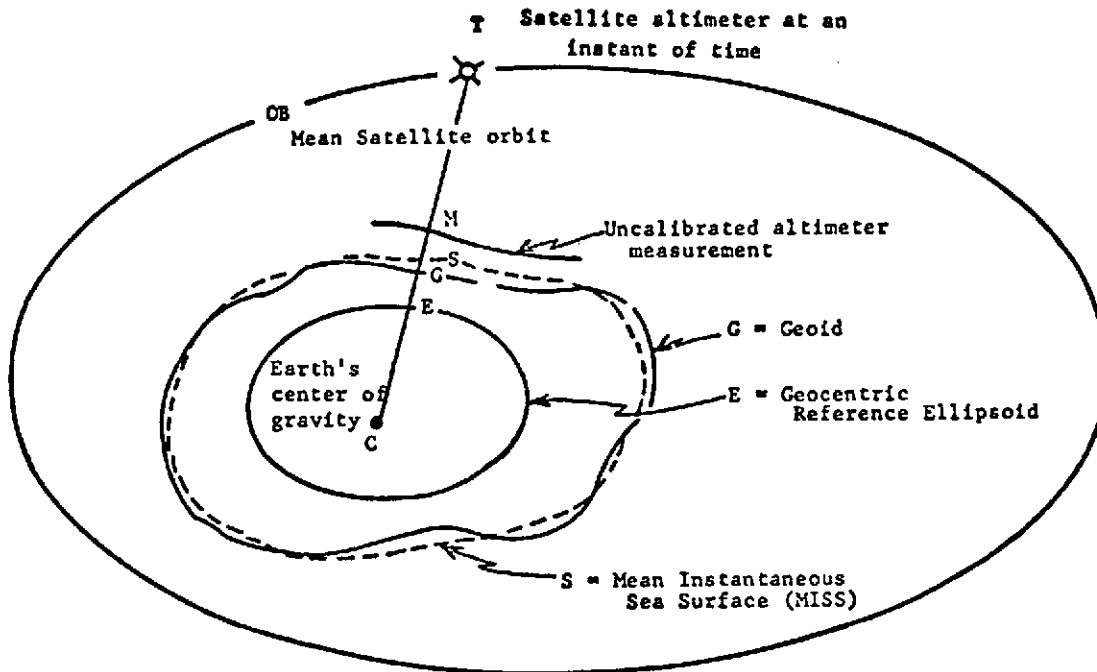 T Satellite altimeter at an
instant of time
OB
Mean Satellite orbit
M
Uncalibrated altimeter
measurement
S
G
E
G = Geoid
Earth's
center of
gravity
C
E = Geocentric
Reference Ellipsoid
S = Mean Instantaneous
Sea Surface (MISS)